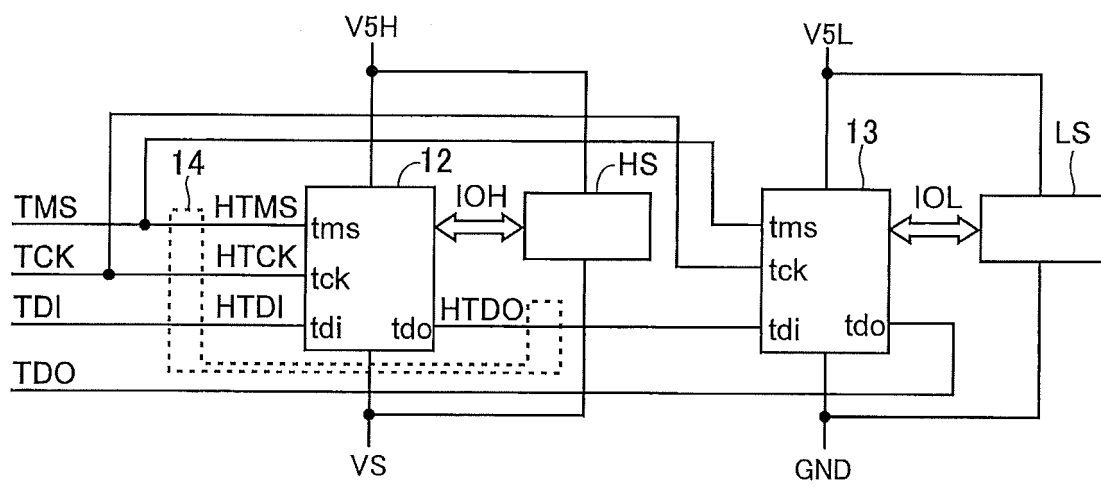 V5H
V5L
14
12
HS
13
LS
TMS
HTMS
tms
IOH
tms
IOL
TCK
HTCK
tck
tck
TDI
HTDI
tdi
tdo
HTDO
tdi
tdo
TDO
VS
GND